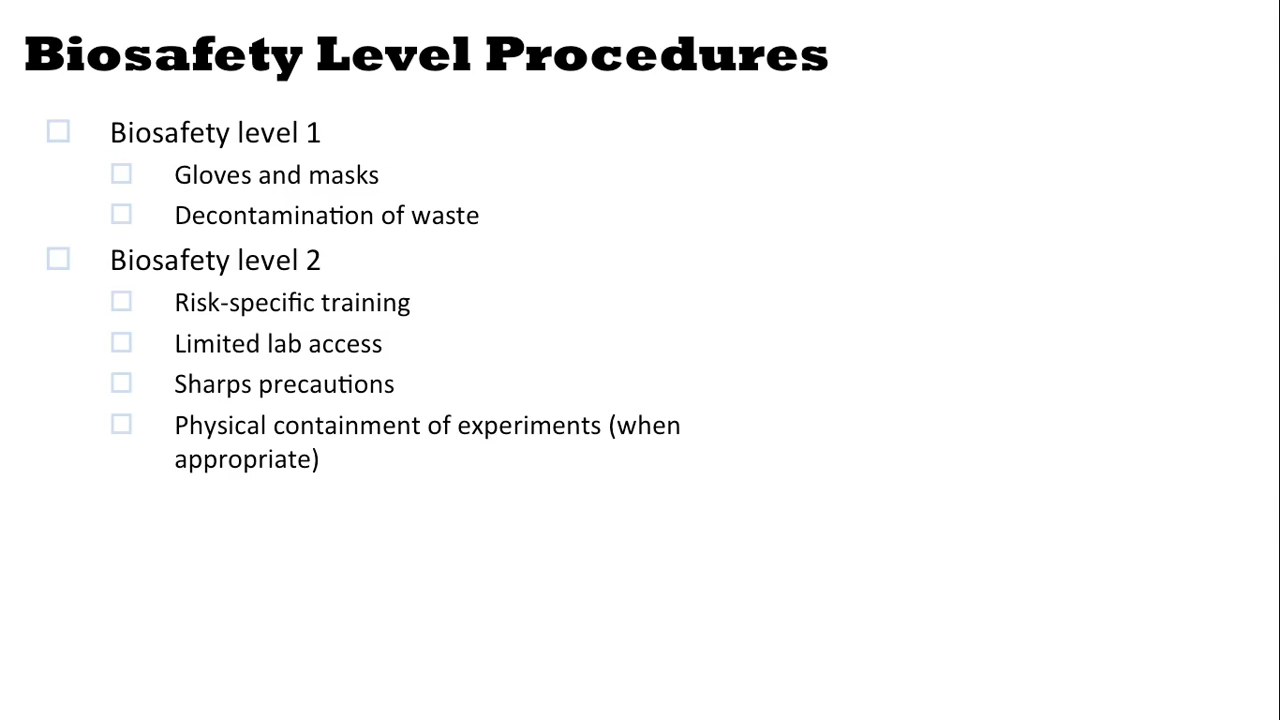 Biosafety Level Procedures
Biosafety level 1
Gloves and masks
Decontamination of waste
Biosafety level 2
Risk-specific training
Limited lab access
Sharps precautions
Physical containment of experiments (when
appropriate)